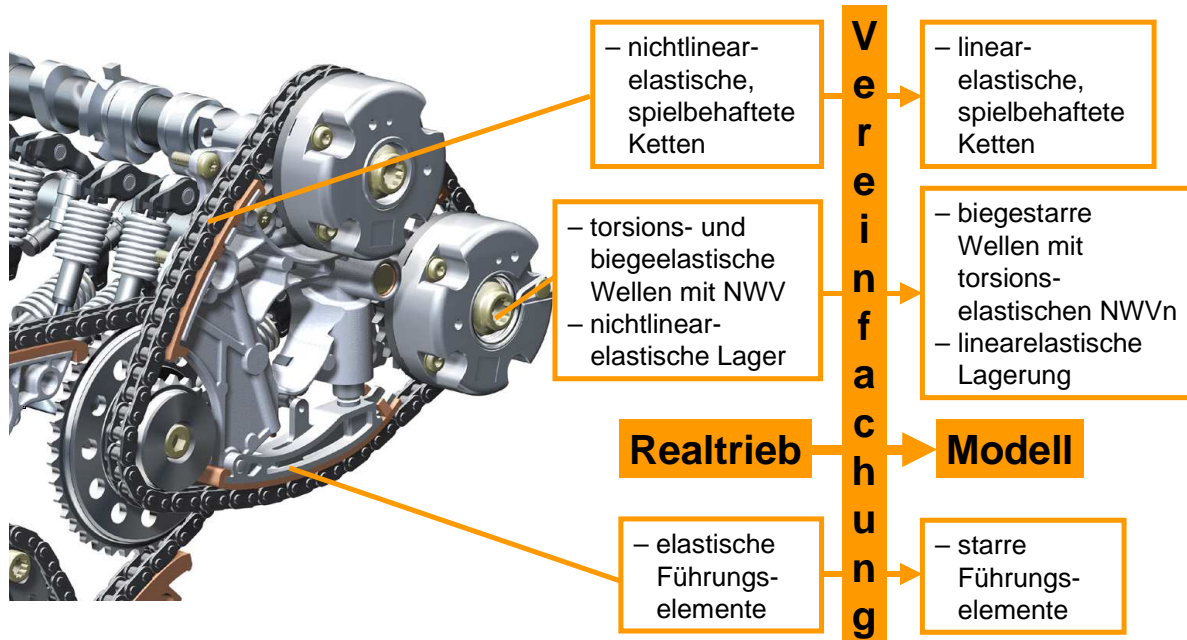 – nichtlinear-
elastische,
spielbehaftete
Ketten
– torsions- und
biegeelastische
Wellen mit NWV
– nichtlinear-
elastische Lager
Realtrieb
– elastische
Führungs-
elemente
V
e
r
e
i
n
f
a
c
h
u
n
g
– linear-
elastische,
spielbehaftete
Ketten
– biegestarre
Wellen mit
torsions-
elastischen NWVn
– linearelastische
Lagerung
Modell
– starre
Führungs-
elemente